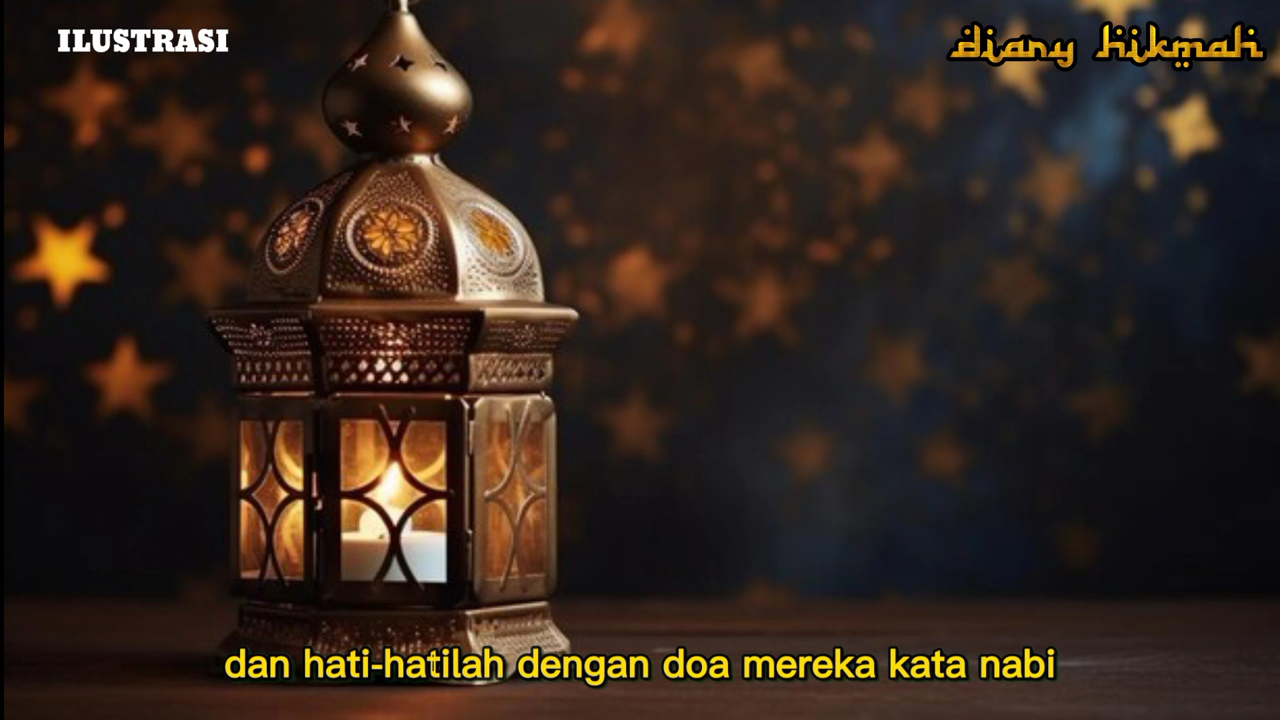 ILUSTRASI
diary hikmah
dan hati-hatilah dengan doa mereka kata nabi